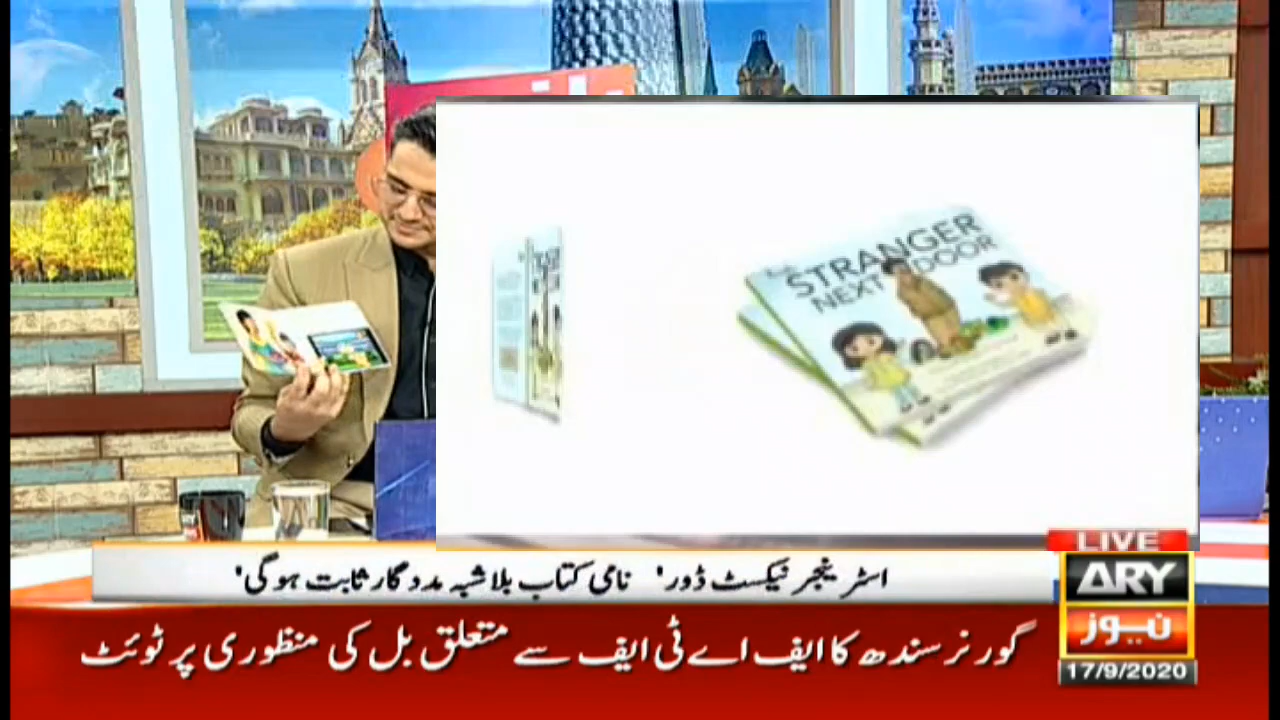 STRANGER
NEXT DOOR
LIVE
اسٹرینجر نیکسٹ ڈور' نامی کتاب بلاشبہ مددگار ثابت ہوگی'
ARY
نیوز
گورنر سندھ کا ایف اے ٹی ایف سے متعلق بل کی منظوری پر ٹوئٹ
17/9/2020